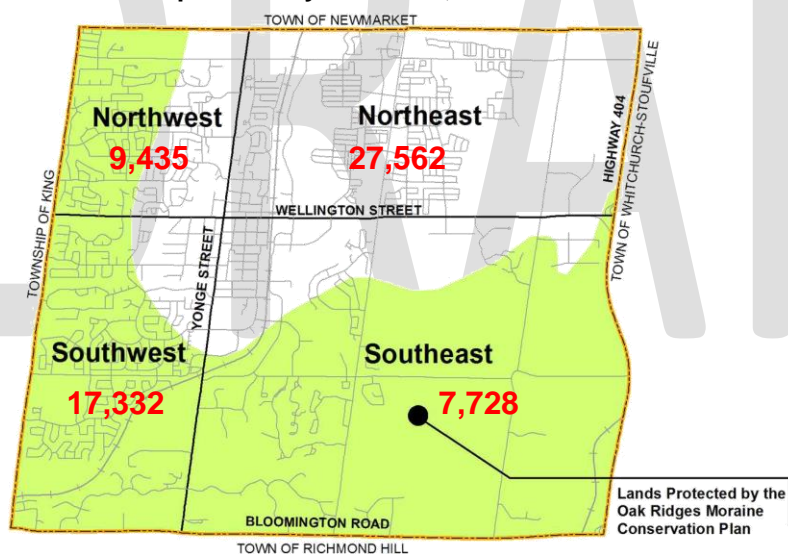 TOWN OF NEWMARKET
Northwest
9,435
Northeast
27,562
HIGHWAY 404
TOWN OF WHITCHURCH-STOUFVILLE
WELLINGTON STREET
TOWNSHIP OF KING
YONGE STREET
Southwest
17,332
Southeast
7,728
Lands Protected by the
Oak Ridges Moraine
Conservation Plan
BLOOMINGTON ROAD
TOWN OF RICHMOND HILL